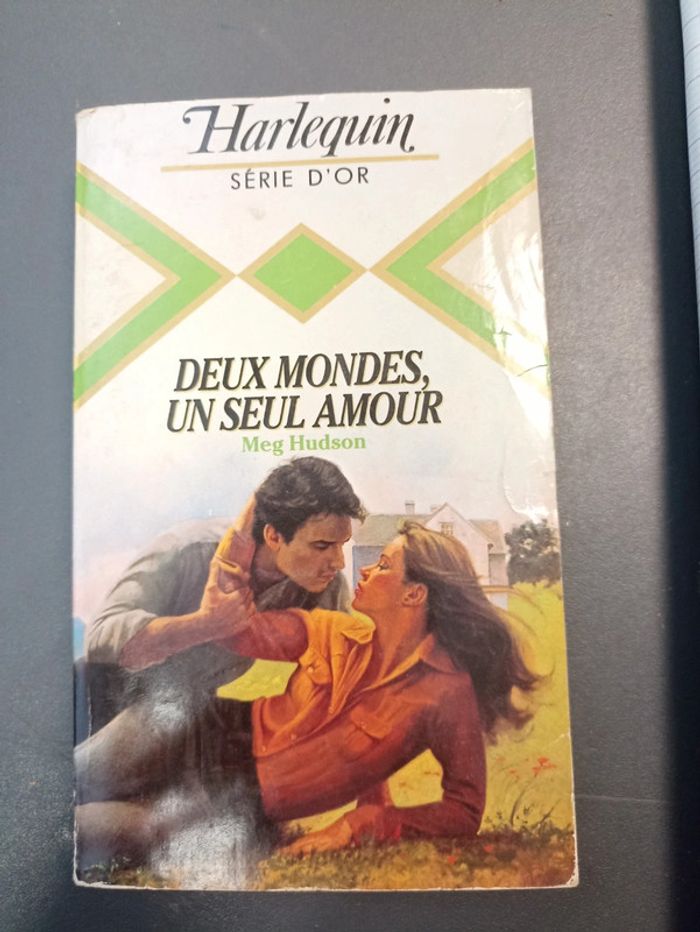 Harlequin
SÉRIE D'OR
DEUX MONDES,
UN SEUL AMOUR
Meg Hudson